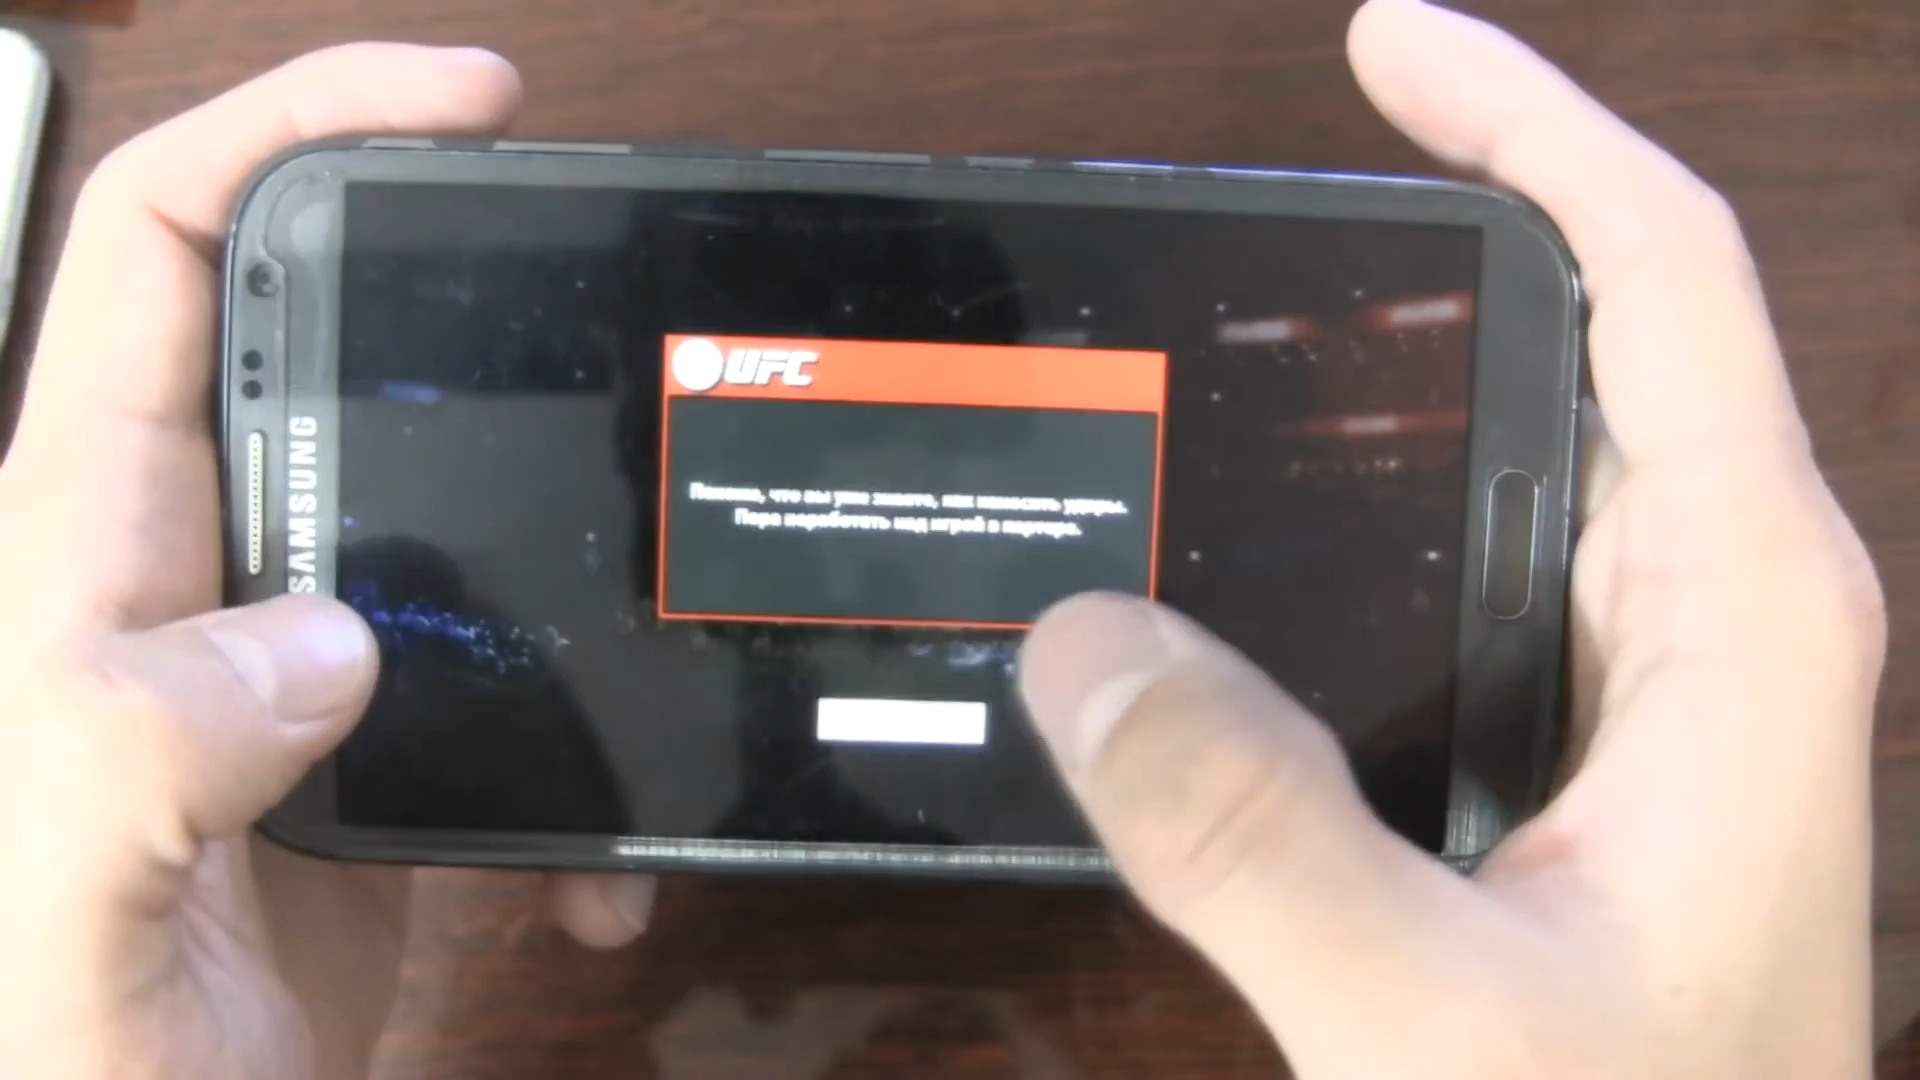 SAMSUNG
UFC
Похоже, что вы уже знаете, как наносить удары.
Пора поработать над игрой в партере.